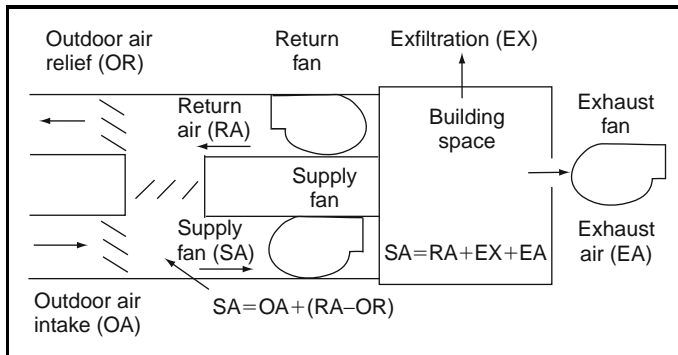 Outdoor air
relief (OR)
Return
fan
Exfiltration (EX)
Return
air (RA)
Building
space
Exhaust
fan
Supply
fan
Supply
fan (SA)
SA=RA+EX+EA
Exhaust
air (EA)
Outdoor air
intake (OA)
SA=OA+(RA–OR)